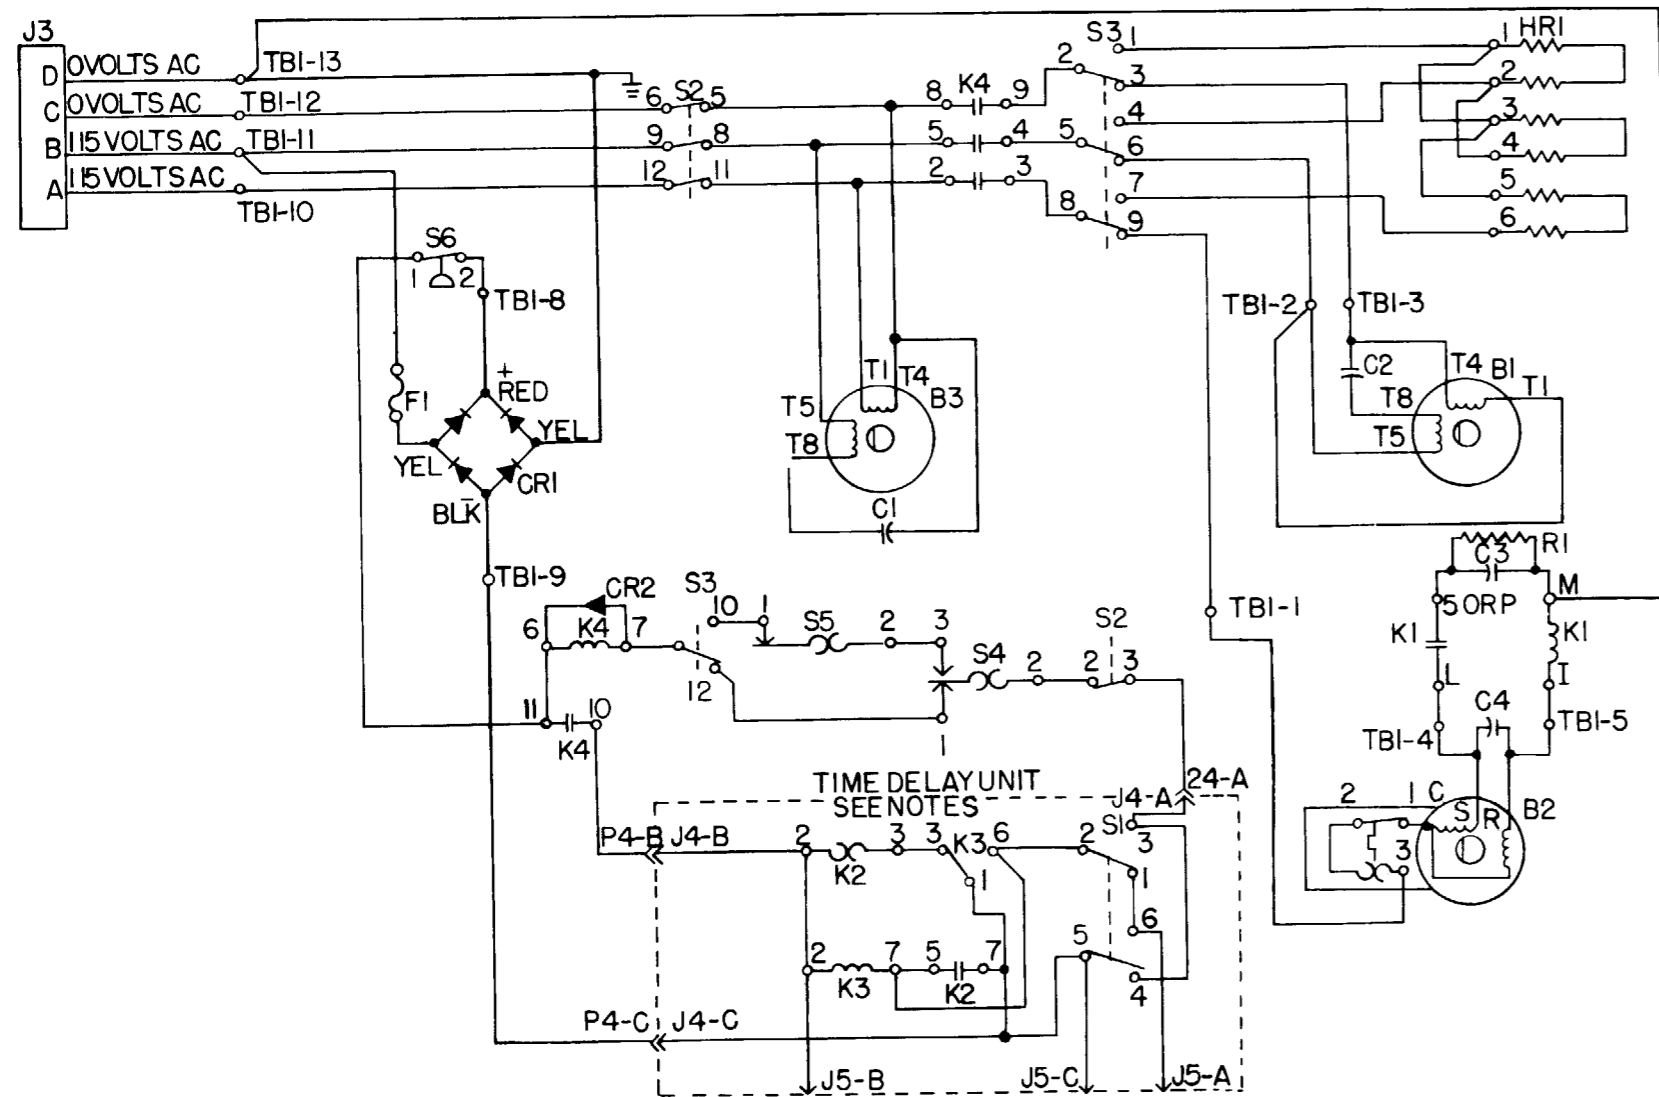 J3
D 0VOLTS AC TB1-13
C 0VOLTS AC TB1-12
B 115 VOLTS AC TB1-11
A 115 VOLTS AC
TB1-10
6 S2 5
9 8
12 11
8 K4 9
5 4
2 3
S3 1
2 3
4
5 6
7
8 9
1 HR1
2
3
4
5
6
S6
1 2
TB1-8
F1
+
RED
YEL
YEL
CR1
−
BLK
TB1-9
T1 T4
T5 B3
T8
C1
TB1-2 TB1-3
C2 T4 B1
T1
T8
T5
R1
C3
M
5 OR P
K1 K1
L I
C4
TB1-4 TB1-5
TB1-1
2 1 C S R B2
3
CR2
6 K4 7
S3
10 1
S5 2 3
12
S4 2
S2
2 3
1
11 10
K4
TIME DELAY UNIT
SEE NOTES
J4-A 24-A
P4-B J4-B
2 3 3 K3 6
K2
1
2 S1 3
1
6
5
4
2 7 5 7
K3 K2
P4-C J4-C
J5-B J5-C J5-A